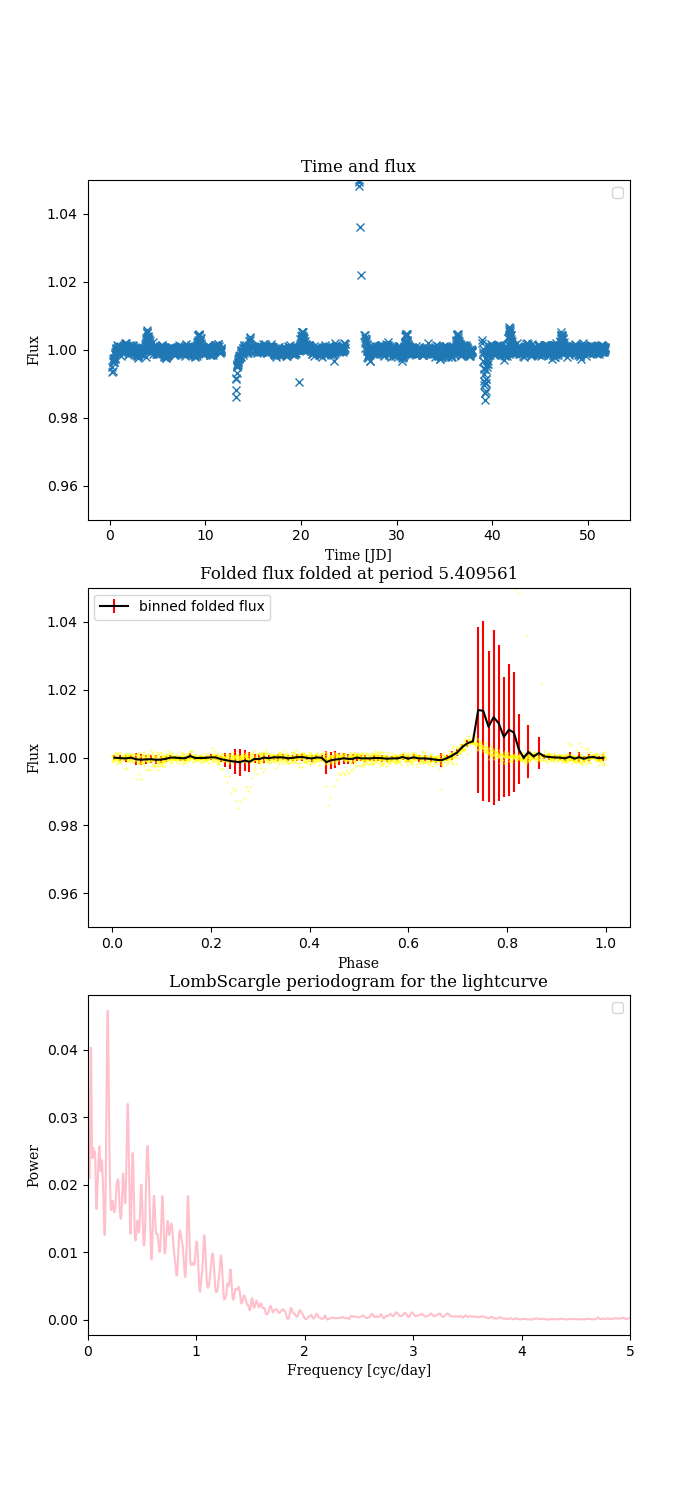 Time and flux
Flux
1.04
1.02
1.00
0.98
0.96
0 10 20 30 40 50
Time [JD]
Folded flux folded at period 5.409561
binned folded flux
Flux
1.04
1.02
1.00
0.98
0.96
0.0 0.2 0.4 0.6 0.8 1.0
Phase
LombScargle periodogram for the lightcurve
Power
0.04
0.03
0.02
0.01
0.00
0 1 2 3 4 5
Frequency [cyc/day]